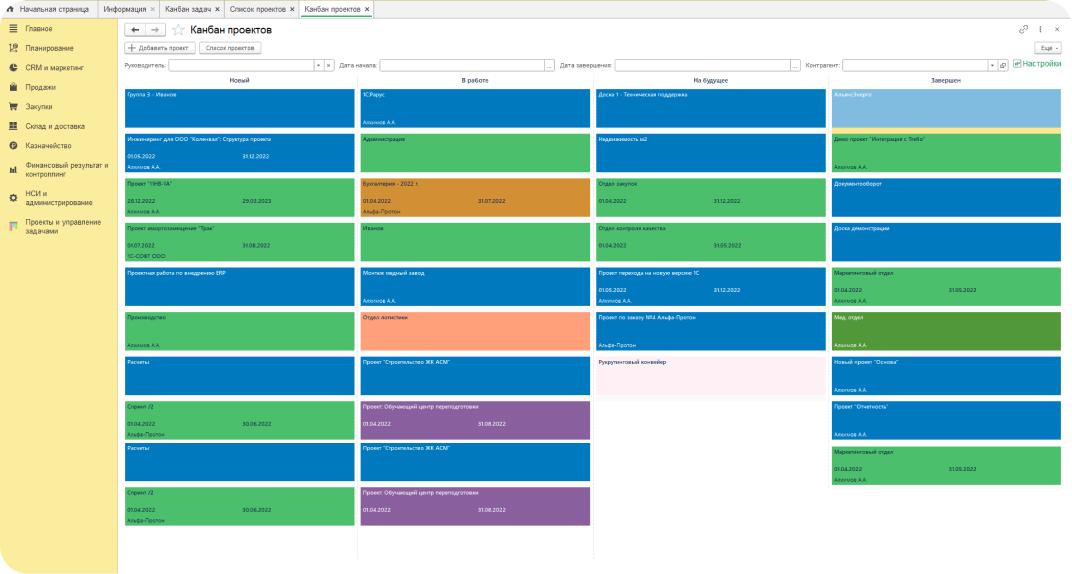 Начальная страница
Информация ×
Канбан задач ×
Список проектов ×
Канбан проектов ×
Главное
Планирование
CRM и маркетинг
Продажи
Закупки
Склад и доставка
Казначейство
Финансовый результат и
контроллинг
НСИ и
администрирование
Проекты и управление
задачами
Канбан проектов
Добавить проект
Список проектов
Еще
Руководитель:
Дата начала:
Дата завершения:
Контрагент:
Настройки
Новый
Группа 3 - Иванов
Инжиниринг для ООО "Коленвал": Структура проекта
01.05.2022 31.12.2022
Алхимов А.А.
Проект "ПНВ-1А"
28.12.2022 29.03.2023
Алхимов А.А.
Проект импортозамещение "Трак"
01.07.2022 31.08.2022
1С-СОФТ ООО
Проектная работа по внедрению ERP
Производство
Алхимов А.А.
Расчеты
Спринт /2
01.04.2022 30.06.2022
Альфа-Протон
Расчеты
Спринт /2
01.04.2022 30.06.2022
Альфа-Протон
В работе
1С:Рарус
Алхимов А.А.
Администрация
Бухгалтерия - 2022 г.
01.04.2022 31.07.2022
Альфа-Протон
Иванов
Монтаж медный завод
Алхимов А.А.
Отдел логистики
Проект "Строительство ЖК АСМ"
Проект: Обучающий центр переподготовки
01.04.2022 31.08.2022
Проект "Строительство ЖК АСМ"
Проект: Обучающий центр переподготовки
01.04.2022 31.08.2022
На будущее
Доска 1 - Техническая поддержка
Недвижимость м2
Отдел закупок
01.04.2022 31.12.2022
Отдел контроля качества
01.04.2022 31.05.2022
Проект перехода на новую версию 1С
01.05.2022 31.12.2022
Алхимов А.А.
Проект по заказу №4 Альфа-Протон
Альфа-Протон
Рукрутинговый конвейер
Завершен
АльянсЭнерго
Демо проект "Интеграция с Trello"
Алхимов А.А.
Документооборот
Доска демонстрации
Маркетинговый отдел
01.04.2022 31.05.2022
Алхимов А.А.
Мед. отдел
Алхимов А.А.
Новый проект "Основа"
Алхимов А.А.
Проект "Отчетность"
Алхимов А.А.
Маркетинговый отдел
01.04.2022 31.05.2022
Алхимов А.А.